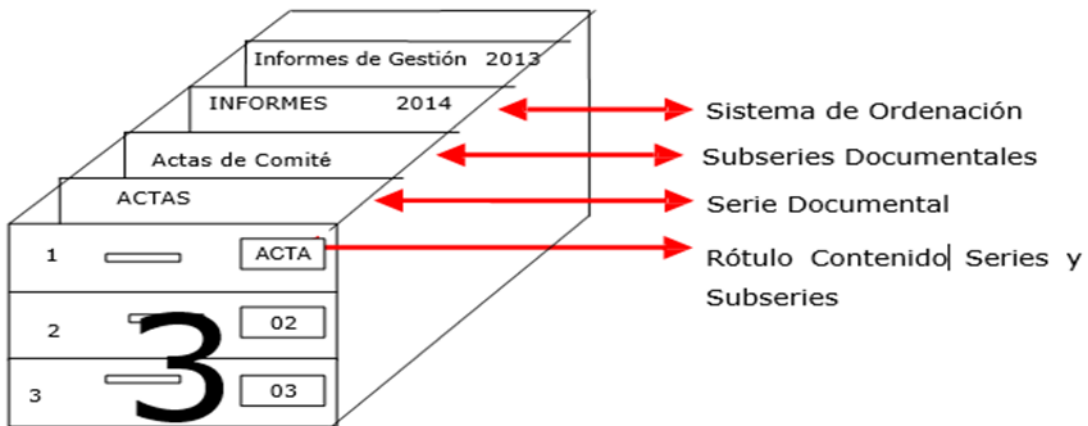 Informes de Gestión 2013
INFORMES 2014
Sistema de Ordenación
Actas de Comité
Subseries Documentales
ACTAS
Serie Documental
1 ACTA
Rótulo Contenido Series y
Subseries
2 02
3
3 03